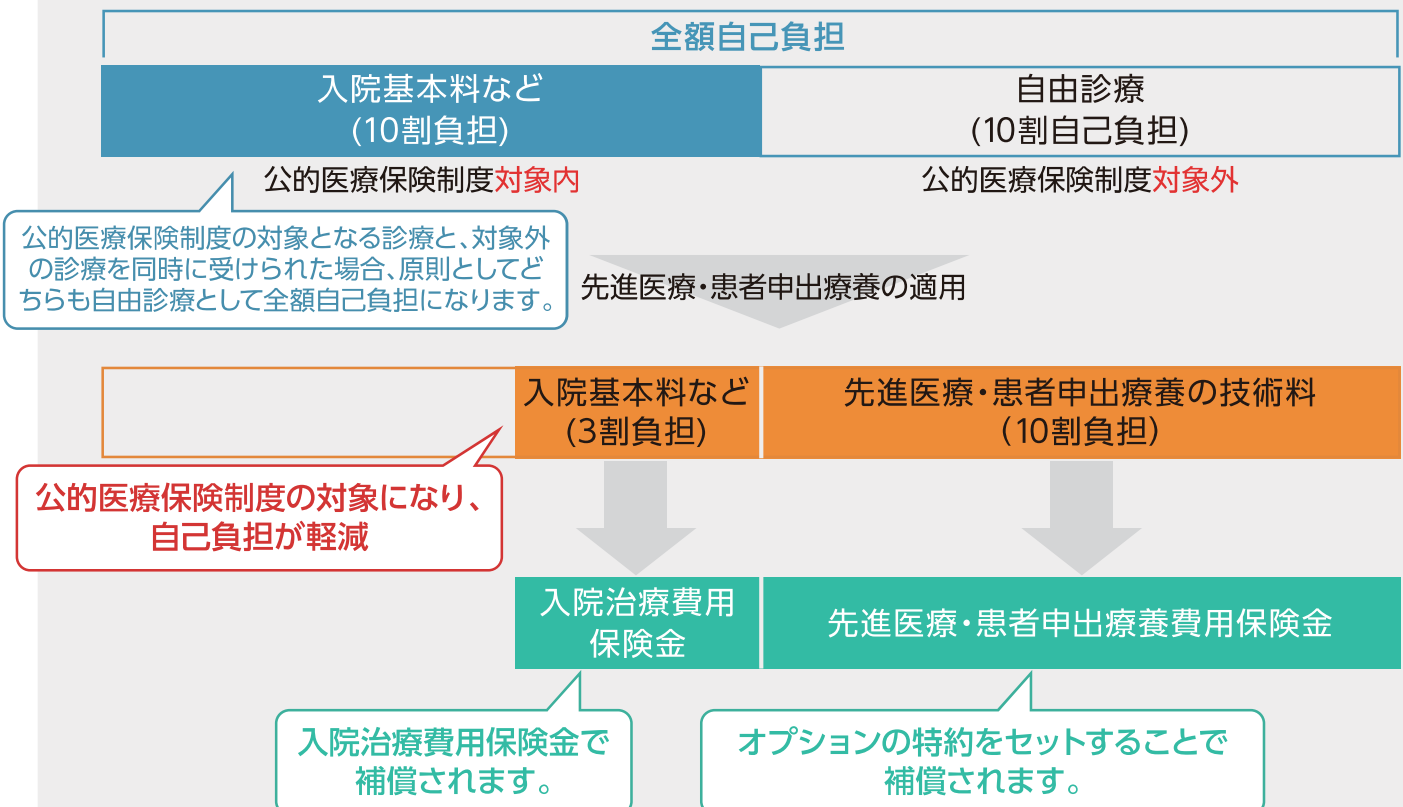 全額自己負担
入院基本料など
(10割負担)
自由診療
(10割自己負担)
公的医療保険制度対象内
公的医療保険制度対象外
公的医療保険制度の対象となる診療と、対象外
の診療を同時に受けられた場合、原則としてど
ちらも自由診療として全額自己負担になります。
先進医療・患者申出療養の適用
入院基本料など
(3割負担)
先進医療・患者申出療養の技術料
(10割負担)
公的医療保険制度の対象になり、
自己負担が軽減
入院治療費用
保険金
先進医療・患者申出療養費用保険金
入院治療費用保険金で
補償されます。
オプションの特約をセットすることで
補償されます。